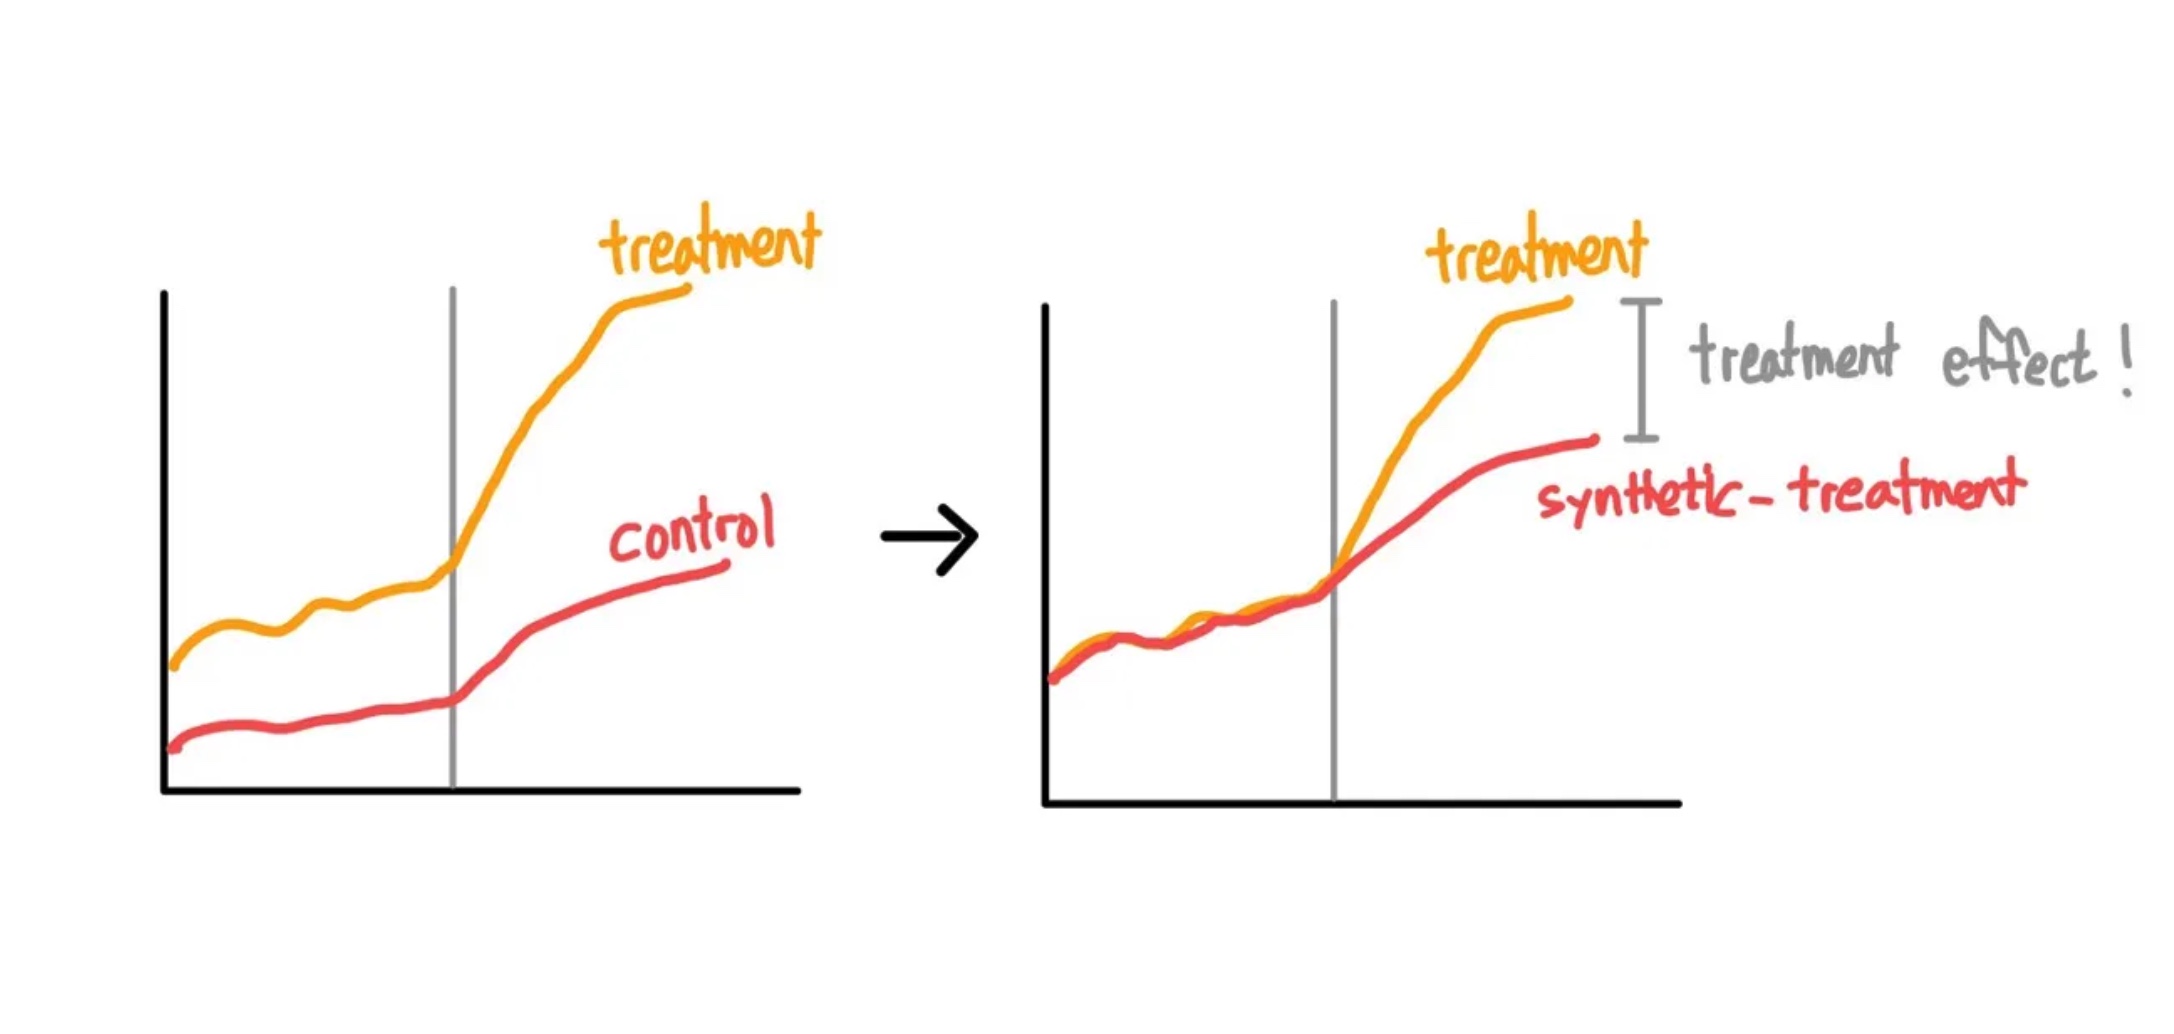 treatment
control
treatment
treatment effect!
synthetic-treatment